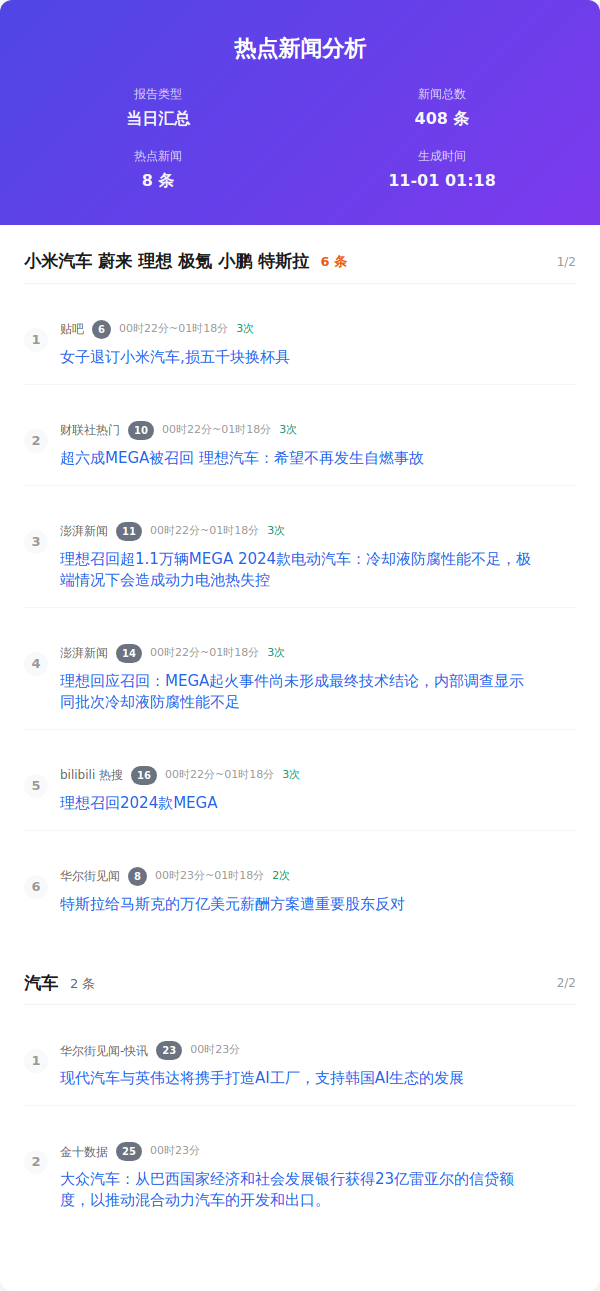 热点新闻分析
报告类型
新闻总数
当日汇总
408 条
热点新闻
生成时间
8 条
11-01 01:18
小米汽车 蔚来 理想 极氪 小鹏 特斯拉 6 条 1/2
1 贴吧 6 00时22分~01时18分 3次
女子退订小米汽车,损五千块换杯具
2 财联社热门 10 00时22分~01时18分 3次
超六成MEGA被召回 理想汽车：希望不再发生自燃事故
3 澎湃新闻 11 00时22分~01时18分 3次
理想召回超1.1万辆MEGA 2024款电动汽车：冷却液防腐性能不足，极
端情况下会造成动力电池热失控
4 澎湃新闻 14 00时22分~01时18分 3次
理想回应召回：MEGA起火事件尚未形成最终技术结论，内部调查显示
同批次冷却液防腐性能不足
5 bilibili 热搜 16 00时22分~01时18分 3次
理想召回2024款MEGA
6 华尔街见闻 8 00时23分~01时18分 2次
特斯拉给马斯克的万亿美元薪酬方案遭重要股东反对
汽车 2 条 2/2
1 华尔街见闻-快讯 23 00时23分
现代汽车与英伟达将携手打造AI工厂，支持韩国AI生态的发展
2 金十数据 25 00时23分
大众汽车：从巴西国家经济和社会发展银行获得23亿雷亚尔的信贷额
度，以推动混合动力汽车的开发和出口。